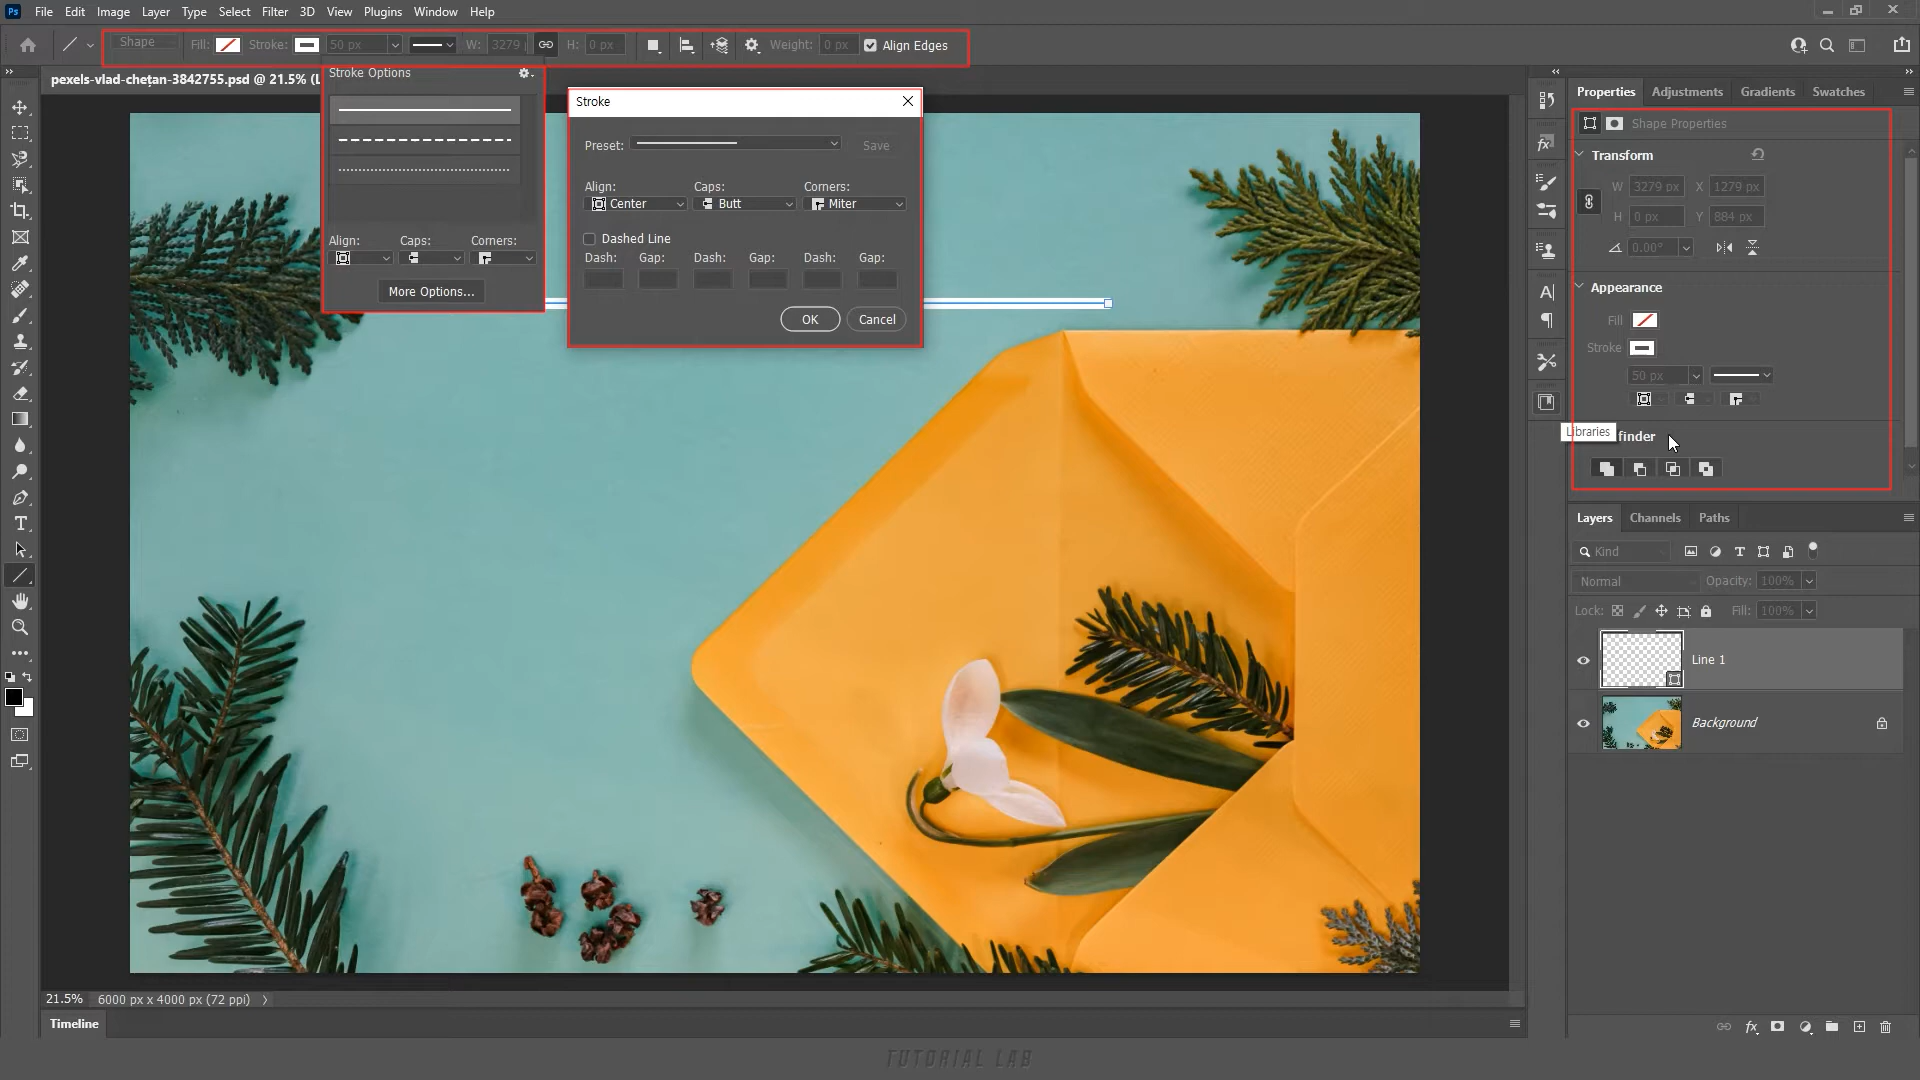 Ps File Edit Image Layer Type Select Filter 3D View Plugins Window Help
Shape Fill: Stroke: 50 px W: 3279 H: 0 px Weight: 0 px Align Edges
pexels-vlad-chețan-3842755.psd @ 21.5% (L
Stroke Options
Align: Caps: Corners:
More Options...
Stroke
Preset: Save
Align: Caps: Corners:
Center Butt Miter
Dashed Line
Dash: Gap: Dash: Gap: Dash: Gap:
OK Cancel
Properties Adjustments Gradients Swatches
Shape Properties
Transform
W 3279 px X 1279 px
H 0 px Y 884 px
0.00°
Appearance
Fill
Stroke
50 px
Libraries
finder
Layers Channels Paths
Kind
Normal Opacity: 100%
Lock: Fill: 100%
Line 1
Background
21.5% 6000 px x 4000 px (72 ppi)
Timeline
TUTORIAL LAB